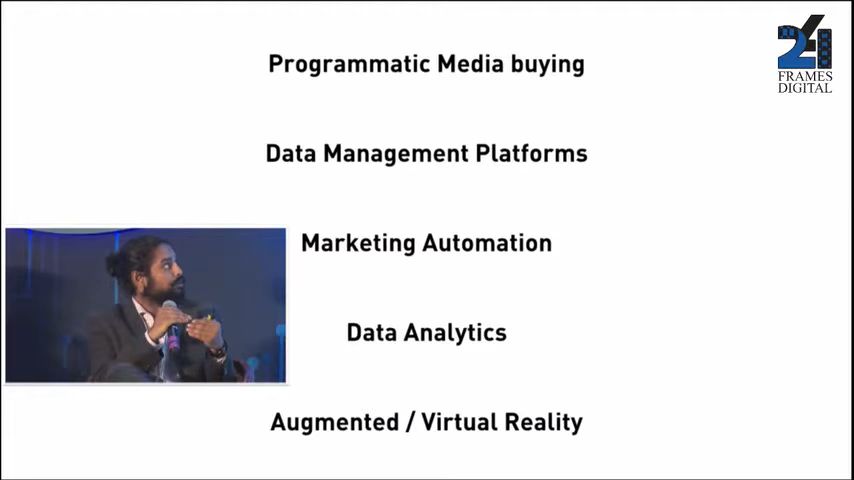 Programmatic Media buying
24
FRAMES
DIGITAL
Data Management Platforms
Marketing Automation
Data Analytics
Augmented / Virtual Reality